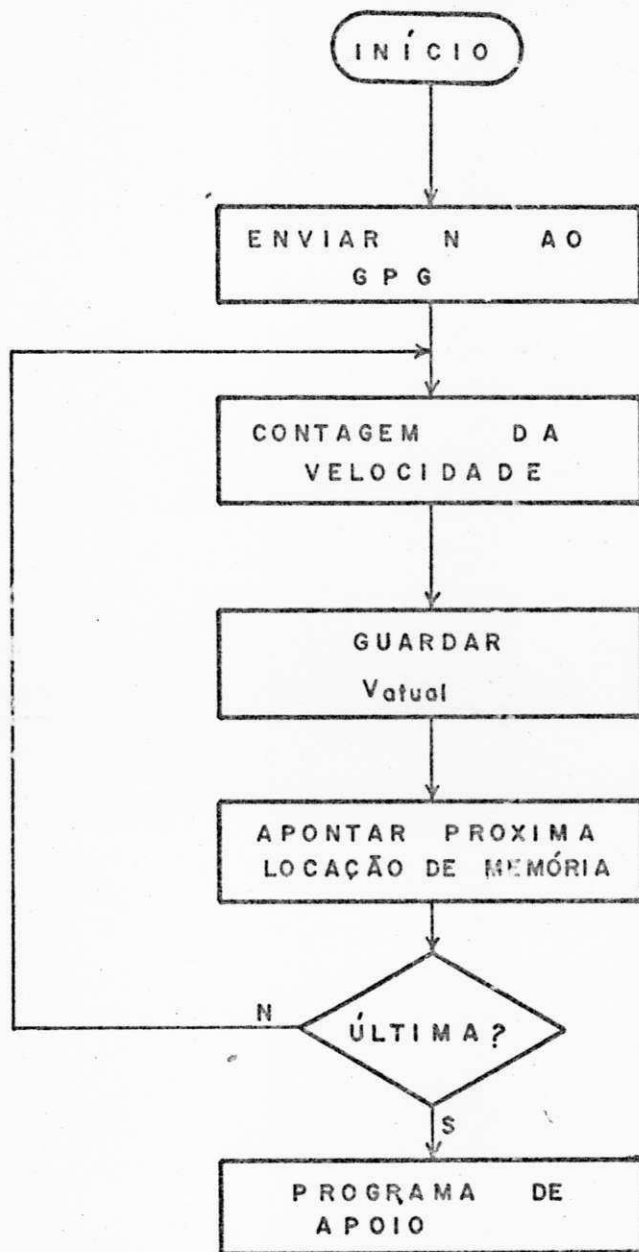 INÍCIO
ENVIAR N AO
GPG
CONTAGEM DA
VELOCIDADE
GUARDAR
Vatual
APONTAR PROXIMA
LOCAÇÃO DE MEMÓRIA
N
ÚLTIMA?
S
PROGRAMA DE
APOIO